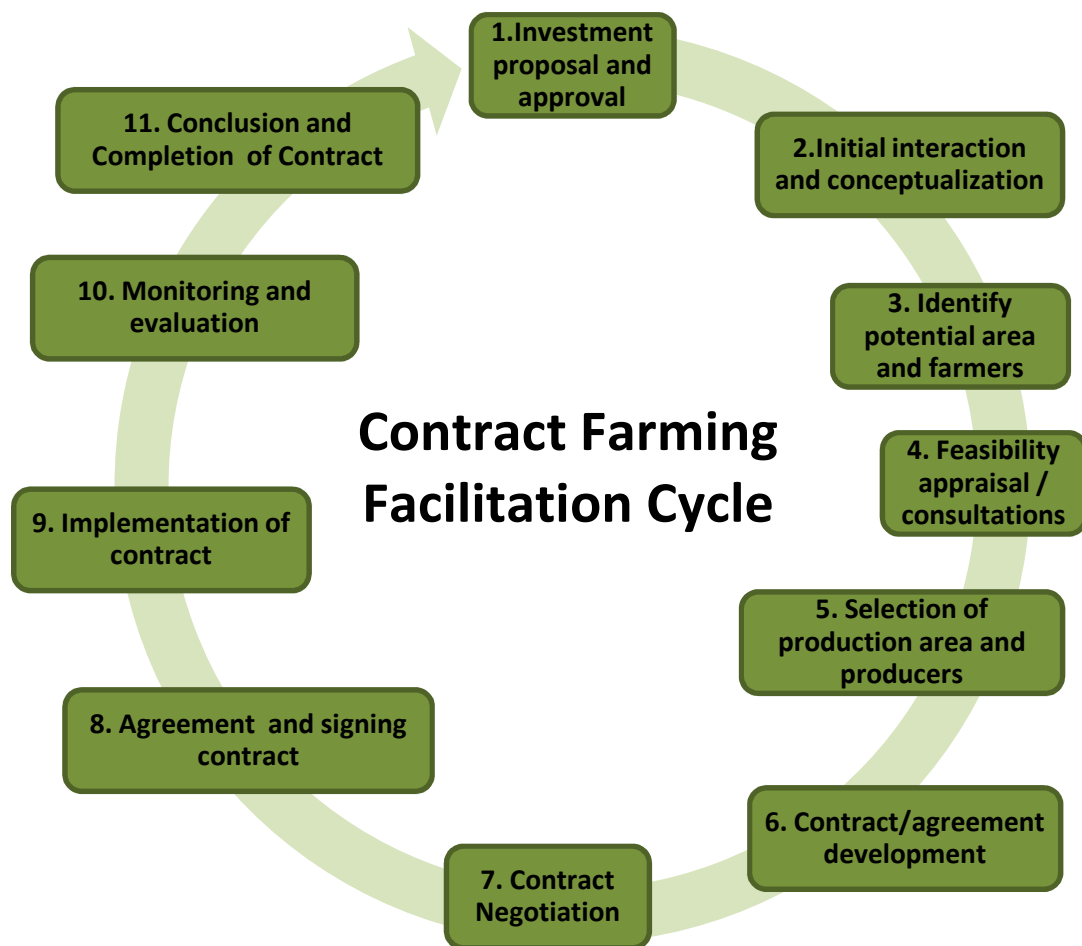 1.Investment
proposal and
approval
2.Initial interaction
and conceptualization
3. Identify
potential area
and farmers
4. Feasibility
appraisal /
consultations
5. Selection of
production area and
producers
6. Contract/agreement
development
7. Contract
Negotiation
8. Agreement  and signing
contract
9. Implementation of
contract
10. Monitoring and
evaluation
11. Conclusion and
Completion  of Contract
Contract Farming
Facilitation Cycle